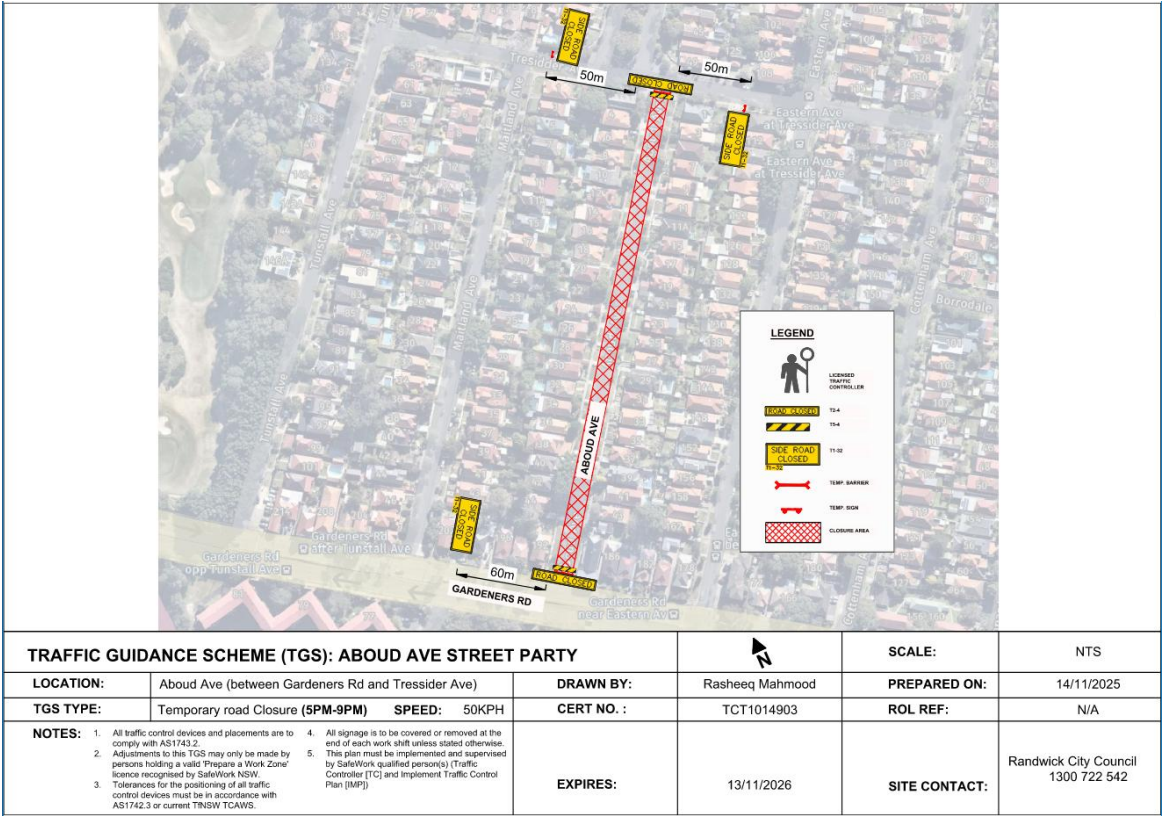 T1-32
SIDE ROAD
CLOSED
50m
ROAD CLOSED
50m
Eastern Ave
Tressider
Maitland Ave
Eastern Ave
at Tressider Ave
SIDE ROAD
CLOSED
T1-32
Eastern Ave
at Tressider Ave
Tunstall Ave
Cottenham Ave
Borrodale
Maitland Ave
LEGEND
LICENSED
TRAFFIC
CONTROLLER
ROAD CLOSED
T2-4
T5-4
SIDE ROAD
CLOSED
T1-32
T1-32
TEMP. BARRIER
TEMP. SIGN
CLOSURE AREA
Tunstall Ave
ABOUD AVE
T1-32
SIDE ROAD
CLOSED
Gardeners Rd
after Tunstall Ave
Gardeners Rd
opp Tunstall Ave
60m
ROAD CLOSED
GARDENERS RD
Gardeners Rd
near Eastern Av
Cottenham
TRAFFIC GUIDANCE SCHEME (TGS): ABOUD AVE STREET PARTY
N
SCALE:
NTS
LOCATION:
Aboud Ave (between Gardeners Rd and Tressider Ave)
DRAWN BY:
Rasheeq Mahmood
PREPARED ON:
14/11/2025
TGS TYPE:
Temporary road Closure (5PM-9PM) SPEED: 50KPH
CERT NO. :
TCT1014903
ROL REF:
N/A
NOTES:
1. All traffic control devices and placements are to
comply with AS1743.2.
2. Adjustments to this TGS may only be made by
persons holding a valid 'Prepare a Work Zone'
licence recognised by SafeWork NSW.
3. Tolerances for the positioning of all traffic
control devices must be in accordance with
AS1742.3 or current TfNSW TCAWS.
4. All signage is to be covered or removed at the
end of each work shift unless stated otherwise.
5. This plan must be implemented and supervised
by SafeWork qualified person(s) (Traffic
Controller [TC] and Implement Traffic Control
Plan [IMP])
EXPIRES:
13/11/2026
SITE CONTACT:
Randwick City Council
1300 722 542